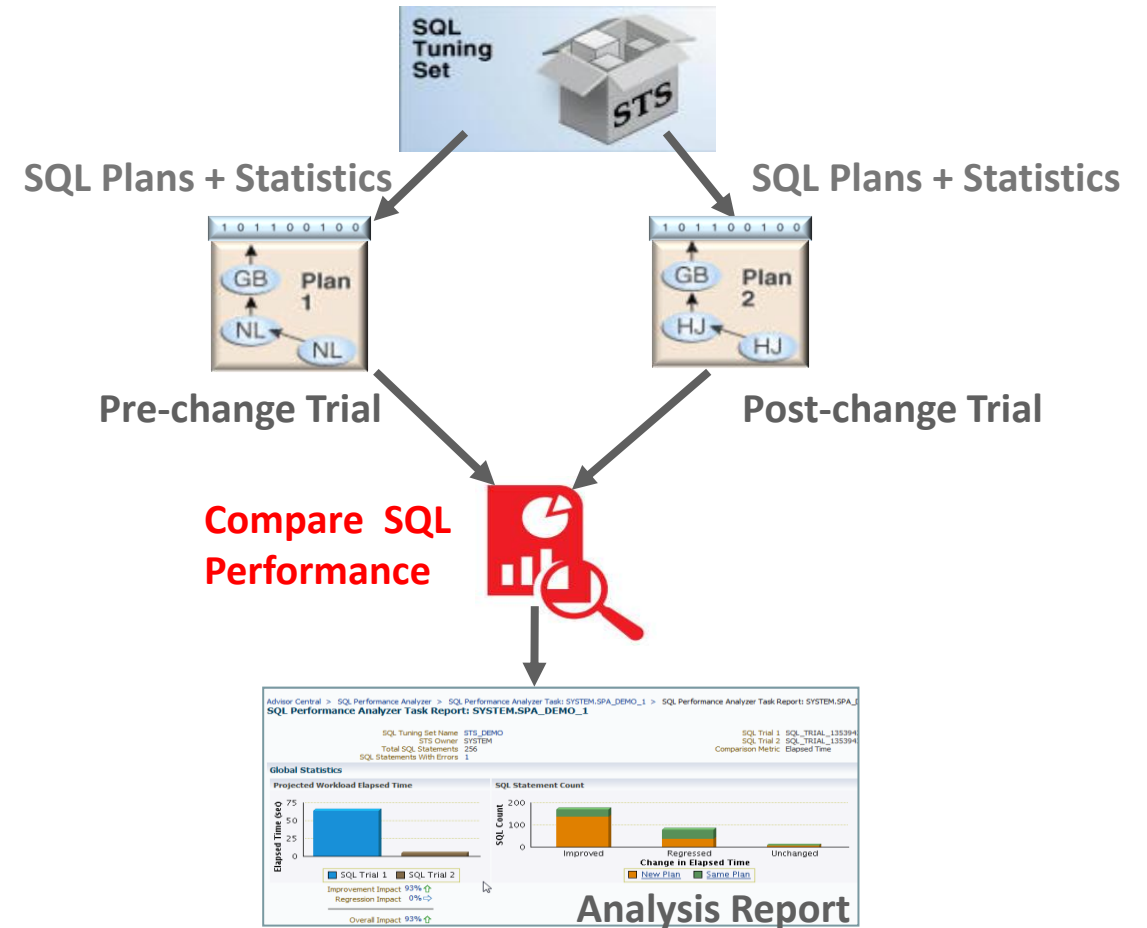 SQL
Tuning
Set
STS
SQL Plans + Statistics
SQL Plans + Statistics
1 0 1 1 0 0 1 0 0
GB
Plan
1
NL
NL
1 0 1 1 0 0 1 0 0
GB
Plan
2
HJ
HJ
Pre-change Trial
Post-change Trial
Compare SQL
Performance
Advisor Central > SQL Performance Analyzer > SQL Performance Analyzer Task: SYSTEM.SPA_DEMO_1 > SQL Performance Analyzer Task Report: SYSTEM.SPA_
SQL Performance Analyzer Task Report: SYSTEM.SPA_DEMO_1
SQL Tuning Set Name STS_DEMO
STS Owner SYSTEM
Total SQL Statements 256
SQL Statements With Errors 1
SQL Trial 1 SQL_TRIAL_135394
SQL Trial 2 SQL_TRIAL_135394
Comparison Metric Elapsed Time
Global Statistics
Projected Workload Elapsed Time
Elapsed Time (sec)
75
50
25
0
SQL Trial 1 SQL Trial 2
Improvement Impact 93%
Regression Impact 0%
Overall Impact 93%
SQL Statement Count
SQL Count
200
100
0
Improved Regressed Unchanged
Change in Elapsed Time
New Plan Same Plan
Analysis Report